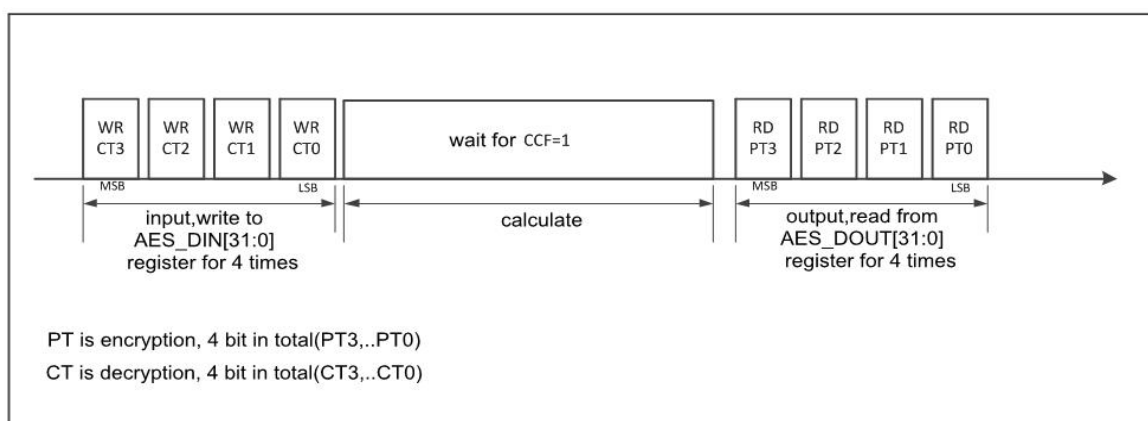 WR CT3
WR CT2
WR CT1
WR CT0
wait for CCF=1
RD PT3
RD PT2
RD PT1
RD PT0
MSB
LSB
MSB
LSB
input,write to
AES_DIN[31:0]
register for 4 times
calculate
output,read from
AES_DOUT[31:0]
register for 4 times
PT is encryption, 4 bit in total(PT3,..PT0)
CT is decryption, 4 bit in total(CT3,..CT0)